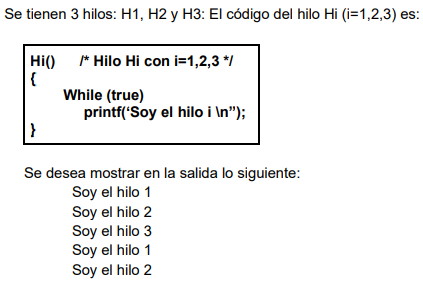 Se tienen 3 hilos: H1, H2 y H3: El código del hilo Hi (i=1,2,3) es:
Hi() /* Hilo Hi con i=1,2,3 */
{
While (true)
printf(‘Soy el hilo i \n”);
}
Se desea mostrar en la salida lo siguiente:
Soy el hilo 1
Soy el hilo 2
Soy el hilo 3
Soy el hilo 1
Soy el hilo 2